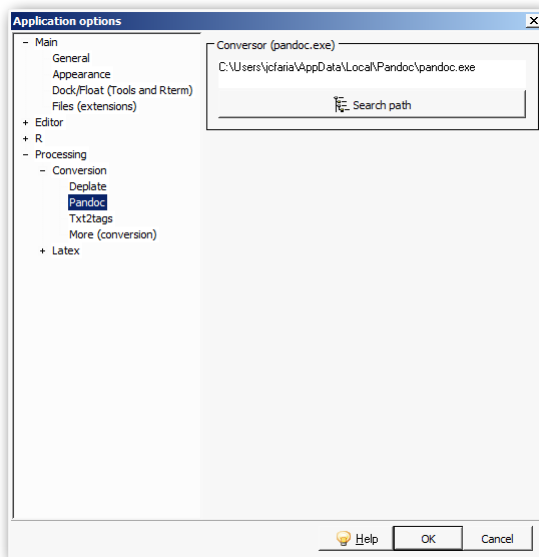 Application options
Main
General
Appearance
Dock/Float (Tools and Rterm)
Files (extensions)
Editor
R
Processing
Conversion
Deplate
Pandoc
Txt2tags
More (conversion)
Latex
Conversor (pandoc.exe)
C:\Users\jcfaria\AppData\Local\Pandoc\pandoc.exe
Search path
Help
OK
Cancel